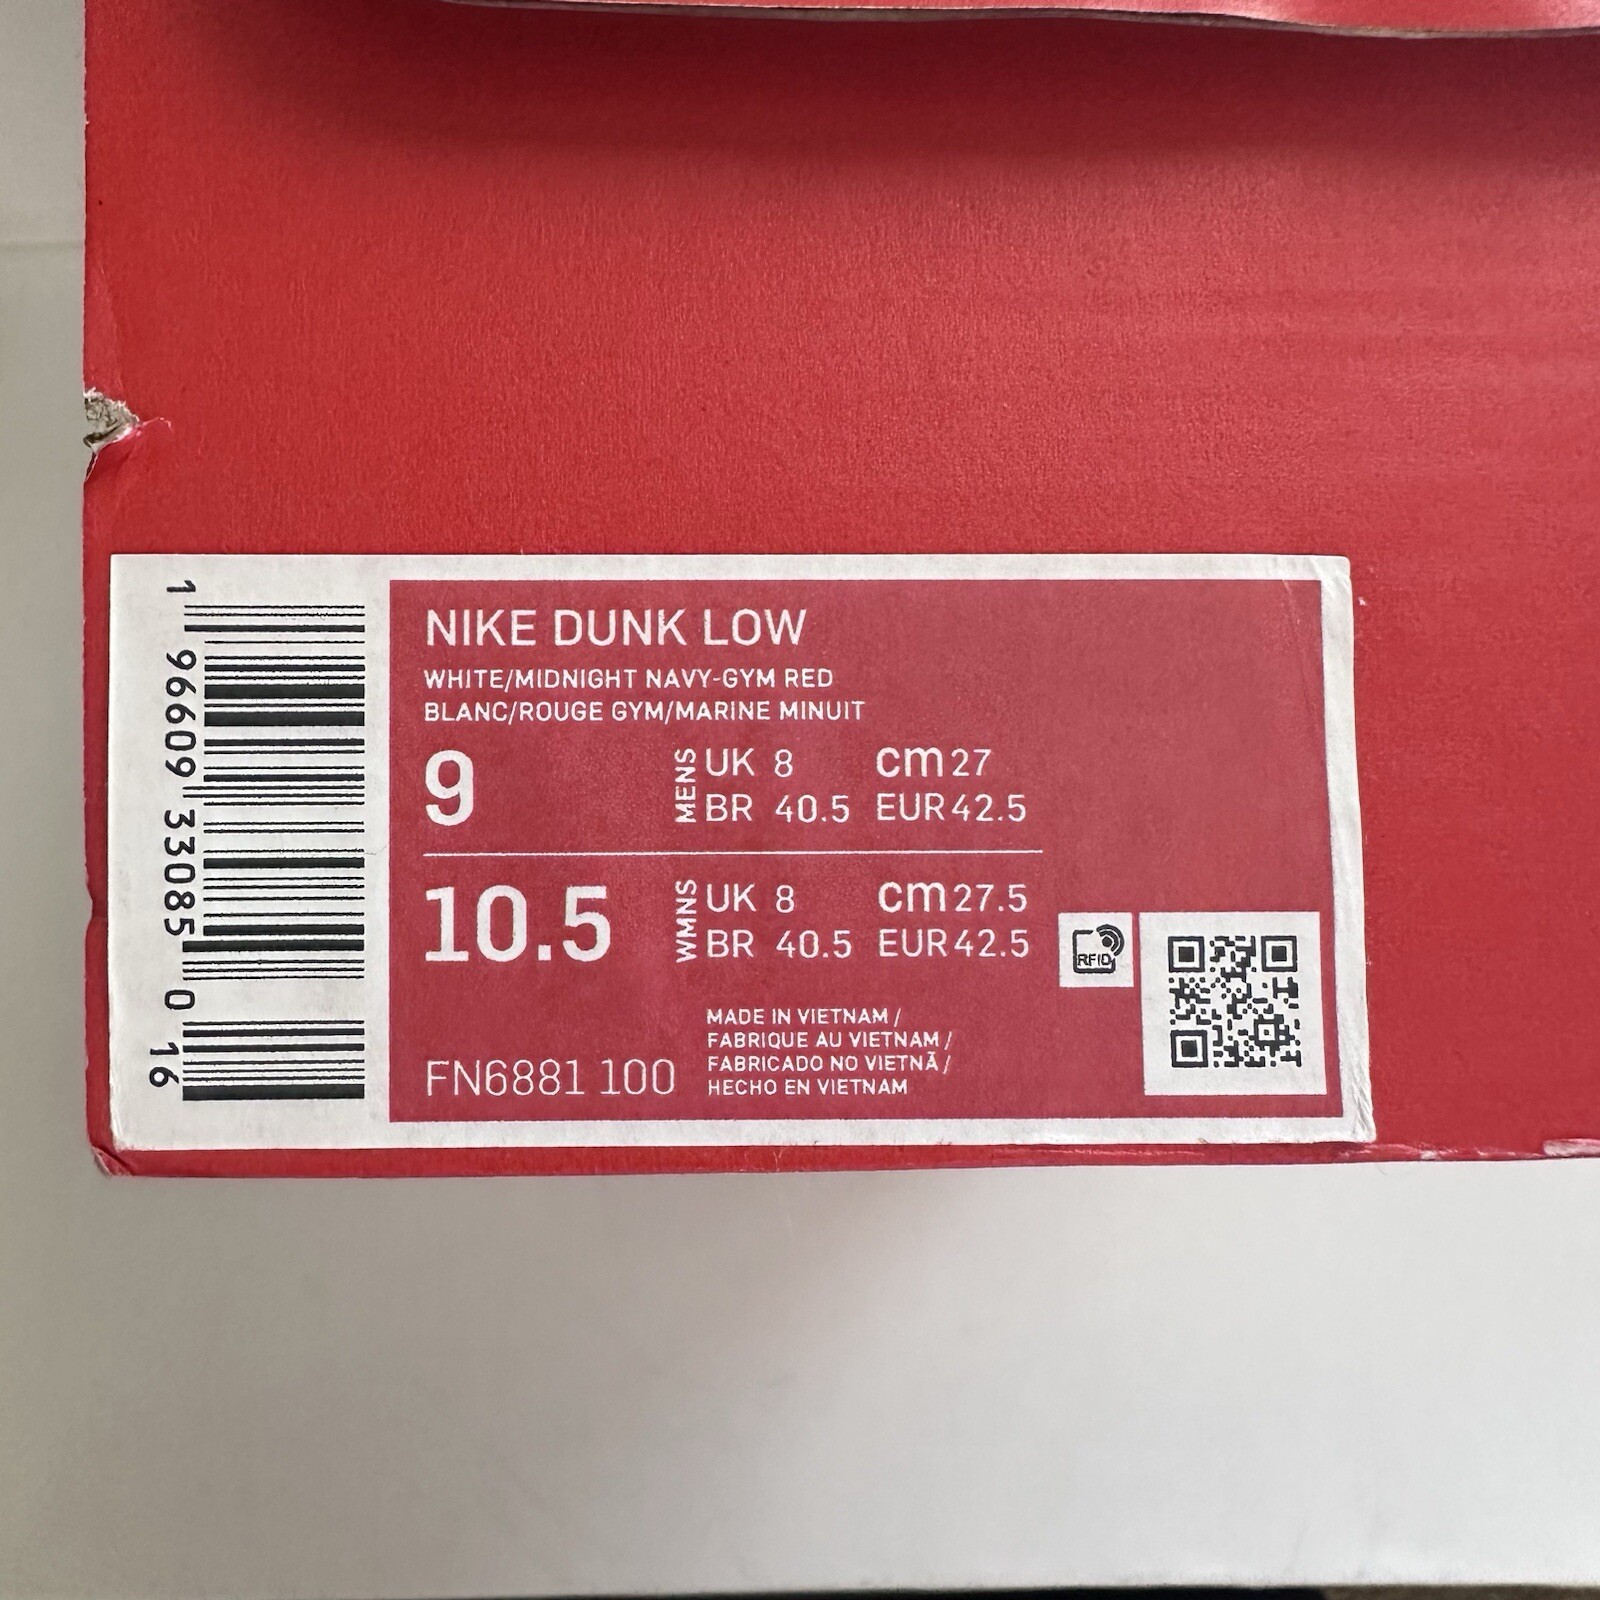 NIKE DUNK LOW
WHITE/MIDNIGHT NAVY-GYM RED
BLANC/ROUGE GYM/MARINE MINUIT
9
MENS
UK 8 cm 27
BR 40.5 EUR 42.5
10.5
WMNS
UK 8 cm 27.5
BR 40.5 EUR 42.5
RFID
MADE IN VIETNAM /
FABRIQUE AU VIETNAM /
FABRICADO NO VIETNÃ /
HECHO EN VIETNAM
FN6881 100
1 96609 33085 0 16